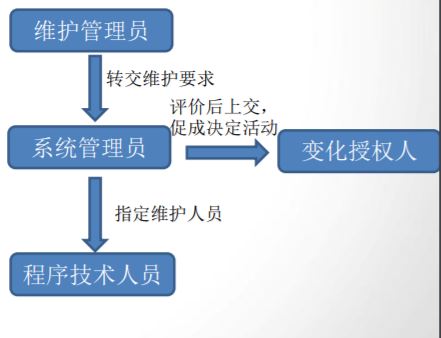 维护管理员
转交维护要求
评价后上交，
促成决定活动
系统管理员
变化授权人
指定维护人员
程序技术人员